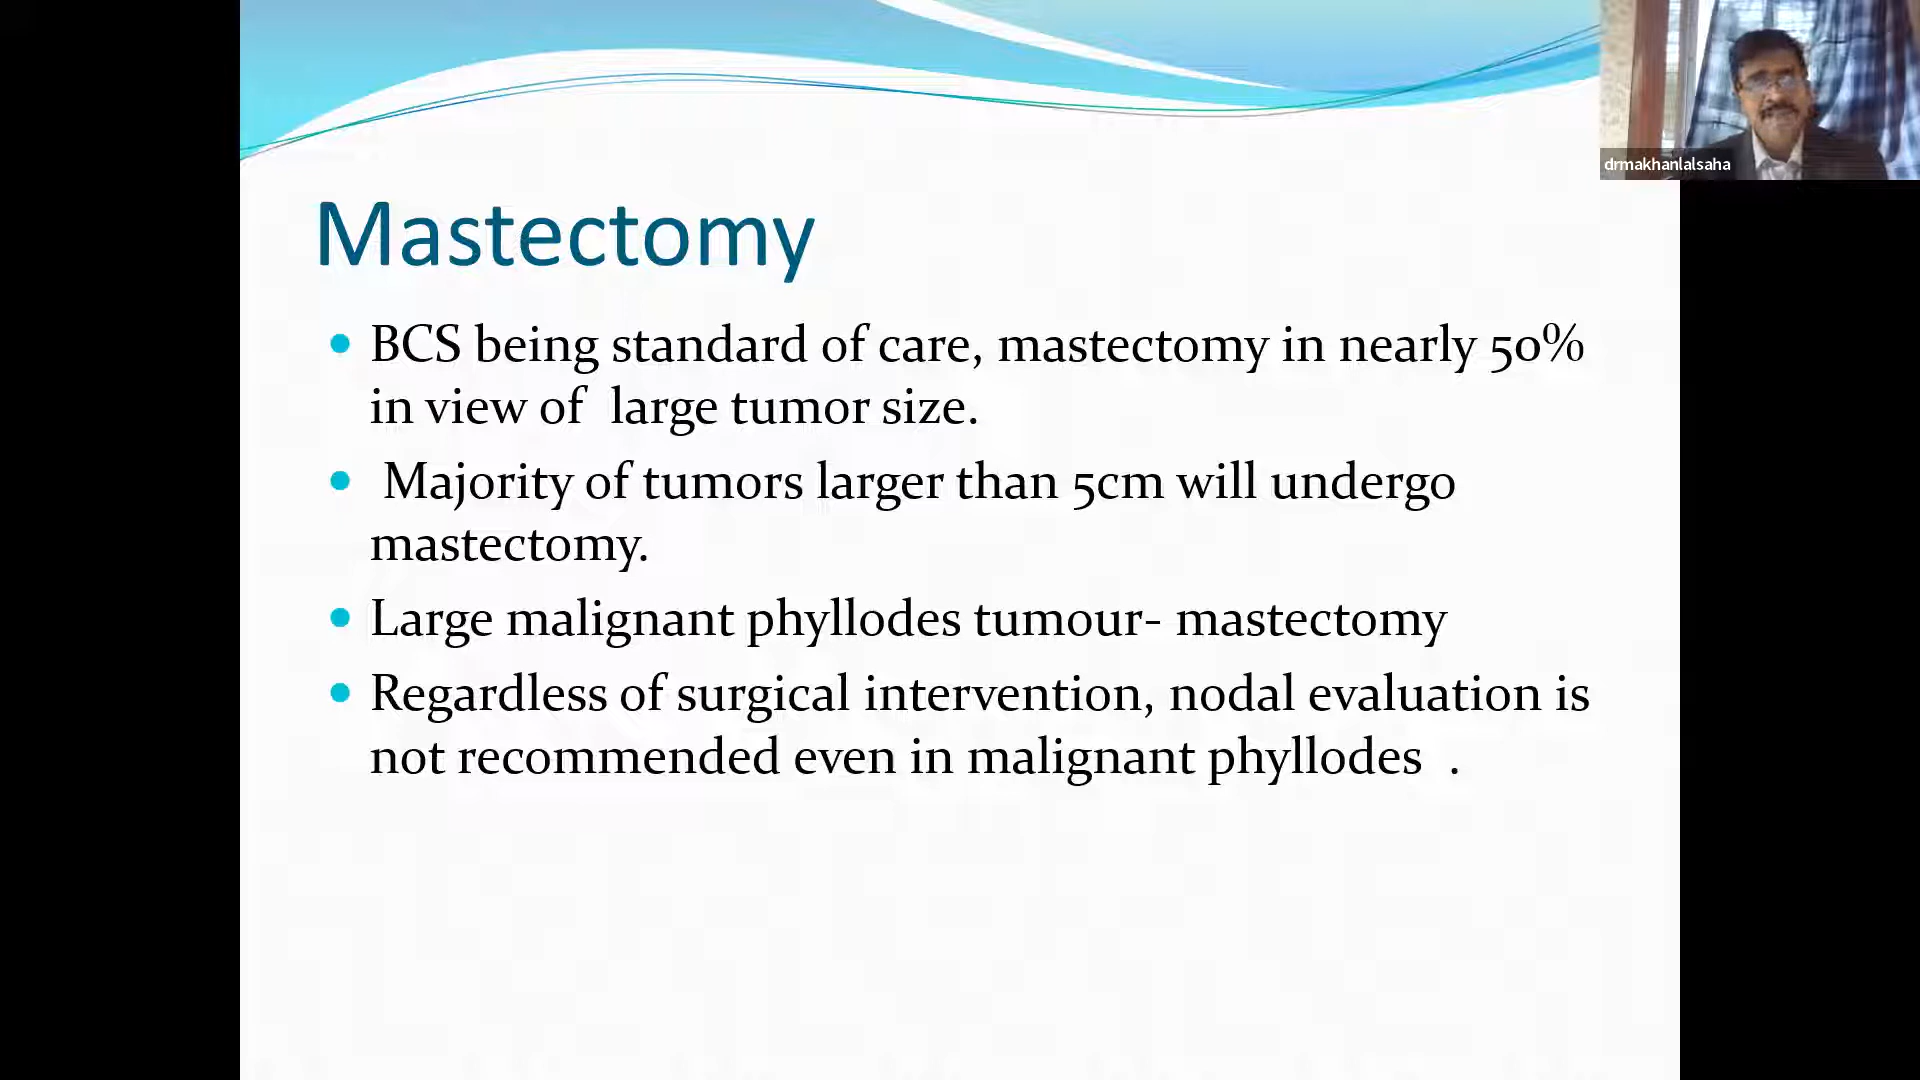 drmakhanlalsaha
Mastectomy
• BCS being standard of care, mastectomy in nearly 50%
in view of large tumor size.
• Majority of tumors larger than 5cm will undergo
mastectomy.
• Large malignant phyllodes tumour- mastectomy
• Regardless of surgical intervention, nodal evaluation is
not recommended even in malignant phyllodes .